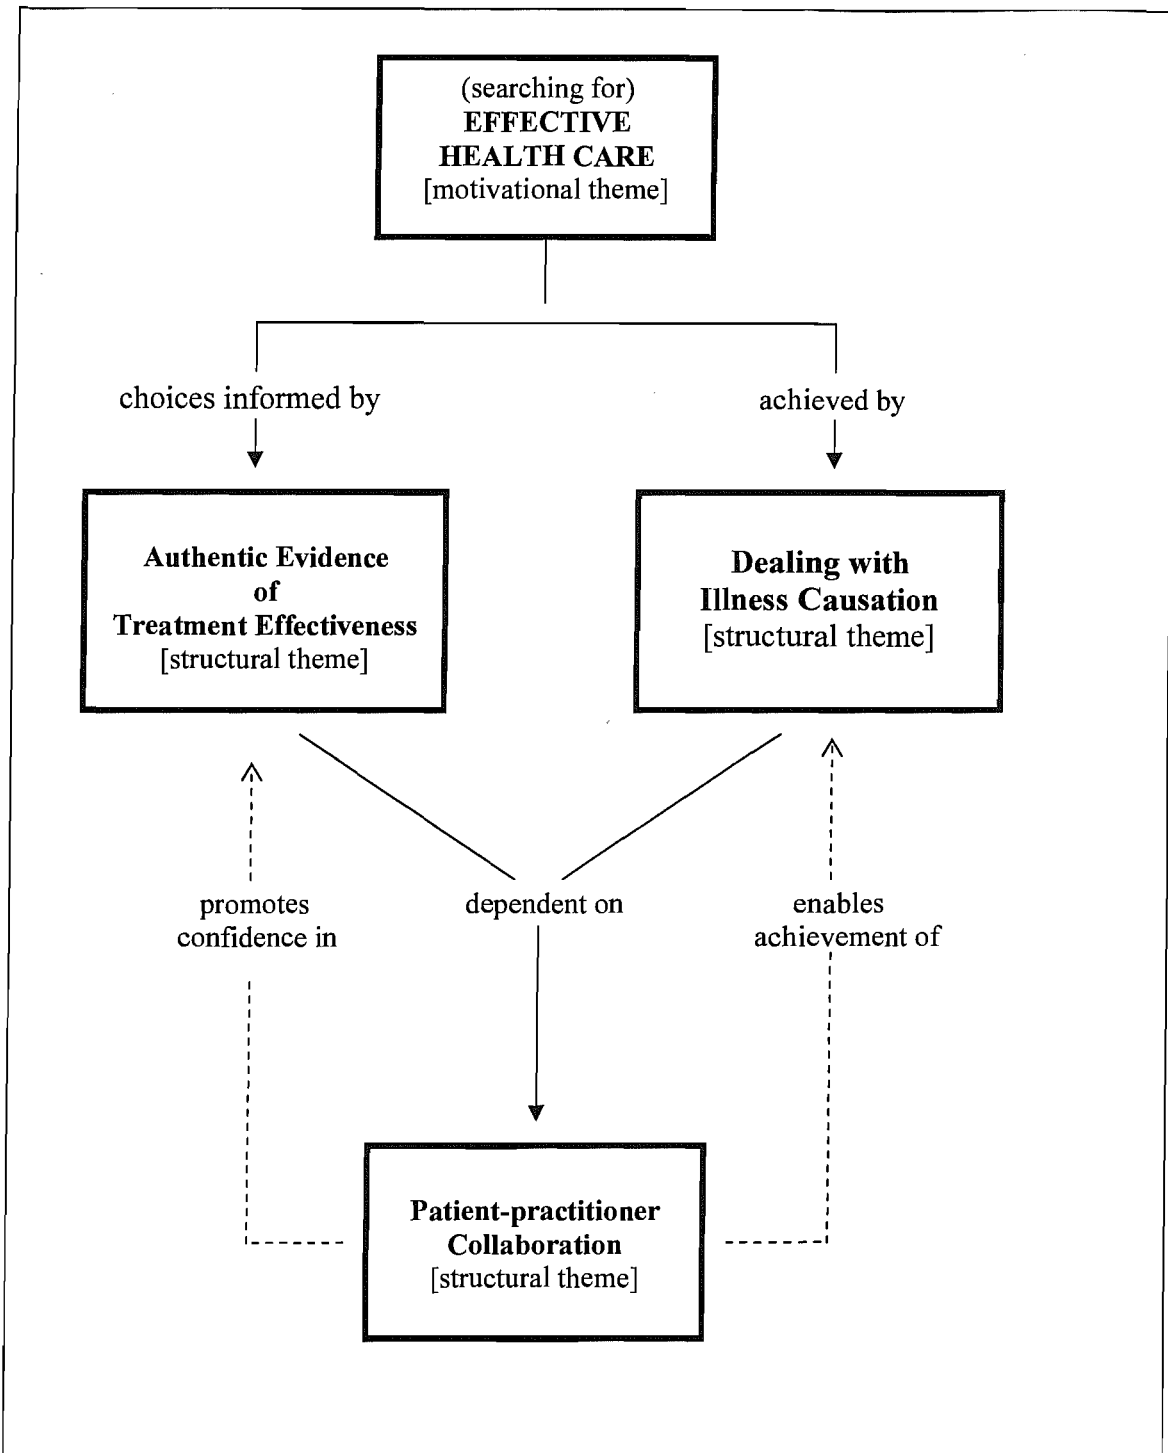 (searching for)
EFFECTIVE
HEALTH CARE
[motivational theme]
choices informed by
achieved by
Authentic Evidence
of
Treatment Effectiveness
[structural theme]
Dealing with
Illness Causation
[structural theme]
promotes
confidence in
dependent on
enables
achievement of
Patient-practitioner
Collaboration
[structural theme]